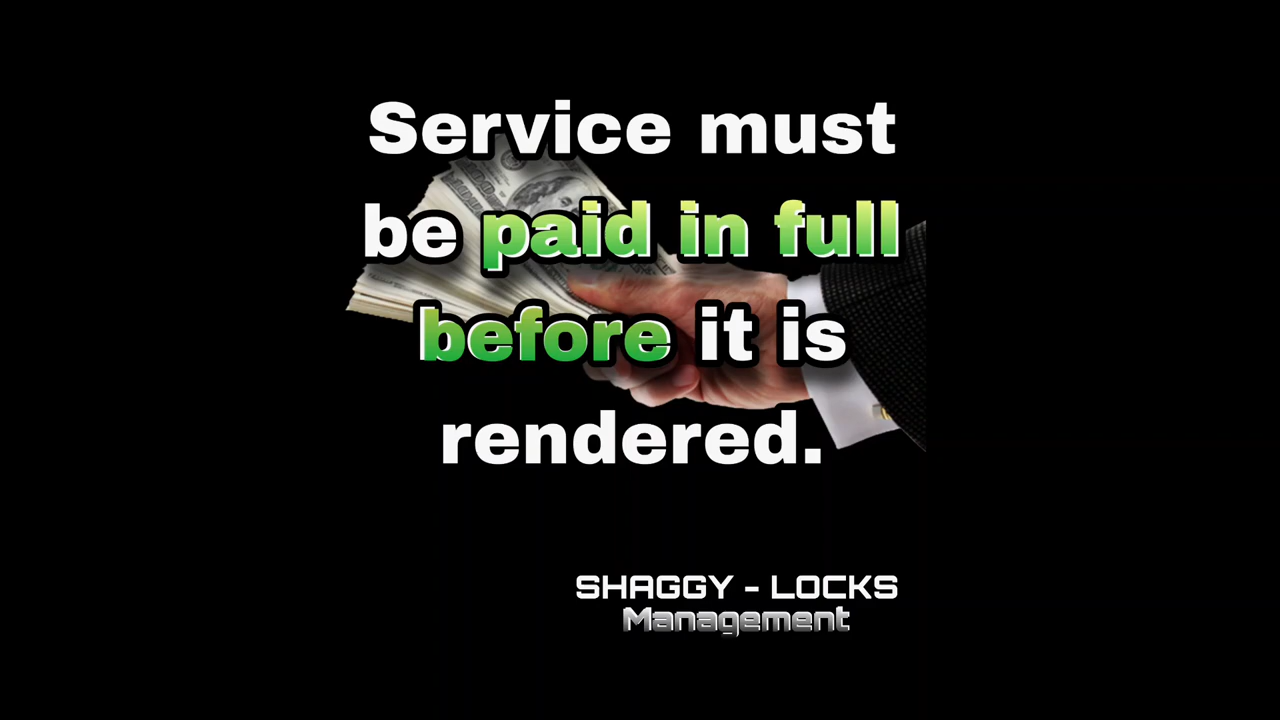 Service must
be paid in full
before it is
rendered.
SHAGGY - LOCKS
Management